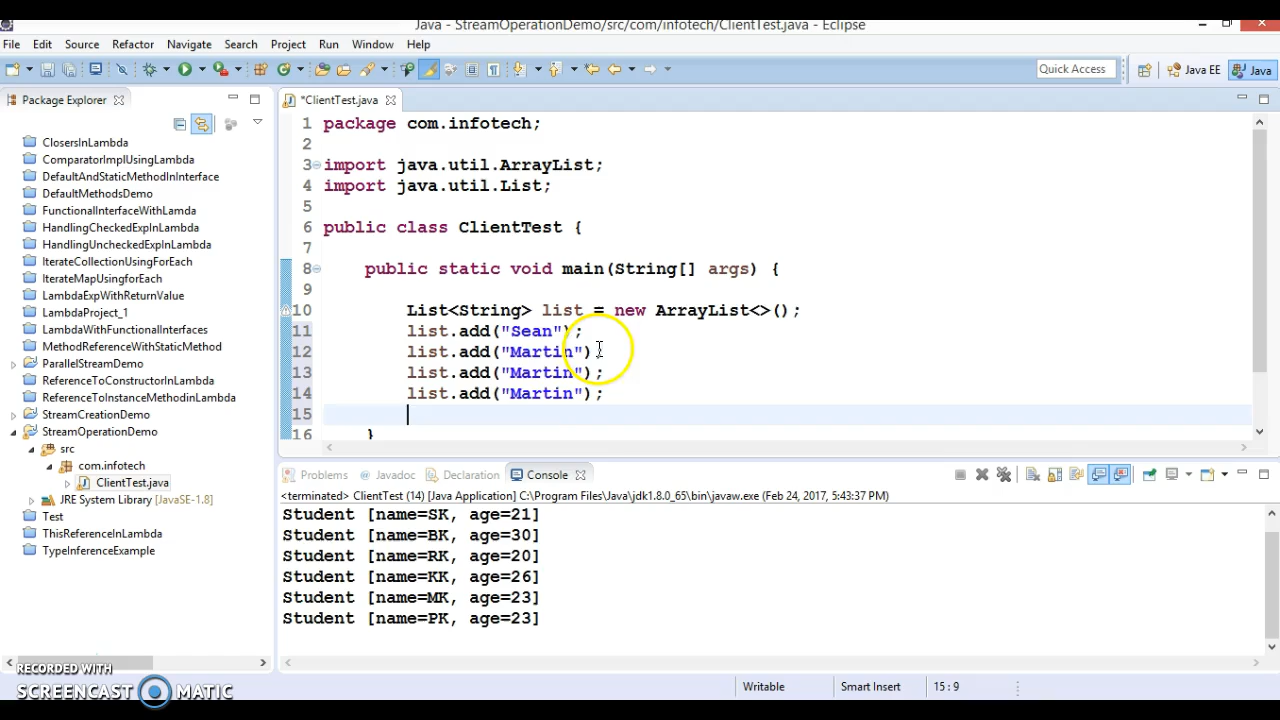 Java - StreamOperationDemo/src/com/infotech/ClientTest.java - Eclipse
File Edit Source Refactor Navigate Search Project Run Window Help
Quick Access
Java EE
Java
Package Explorer
ClosersInLambda
ComparatorImplUsingLambda
DefaultAndStaticMethodInInterface
DefaultMethodsDemo
FunctionalInterfaceWithLamda
HandlingCheckedExpInLambda
HandlingUncheckedExpInLambda
IterateCollectionUsingForEach
IterateMapUsingforEach
LambdaExpWithReturnValue
LambdaProject_1
LambdaWithFunctionalInterfaces
MethodReferenceWithStaticMethod
ParallelStreamDemo
ReferenceToConstructorInLambda
ReferenceToInstanceMethodinLambda
StreamCreationDemo
StreamOperationDemo
src
com.infotech
ClientTest.java
JRE System Library [JavaSE-1.8]
Test
ThisReferenceInLambda
TypeInferenceExample
*ClientTest.java
1 package com.infotech;
2
3 import java.util.ArrayList;
4 import java.util.List;
5
6 public class ClientTest {
7
8 public static void main(String[] args) {
9
10 List<String> list = new ArrayList<>();
11 list.add("Sean");
12 list.add("Martin")
13 list.add("Martin");
14 list.add("Martin");
15
16 }
Problems Javadoc Declaration Console
<terminated> ClientTest (14) [Java Application] C:\Program Files\Java\jdk1.8.0_65\bin\javaw.exe (Feb 24, 2017, 5:43:37 PM)
Student [name=SK, age=21]
Student [name=BK, age=30]
Student [name=RK, age=20]
Student [name=KK, age=26]
Student [name=MK, age=23]
Student [name=PK, age=23]
Writable Smart Insert 15 : 9
RECORDED WITH
SCREENCAST MATIC